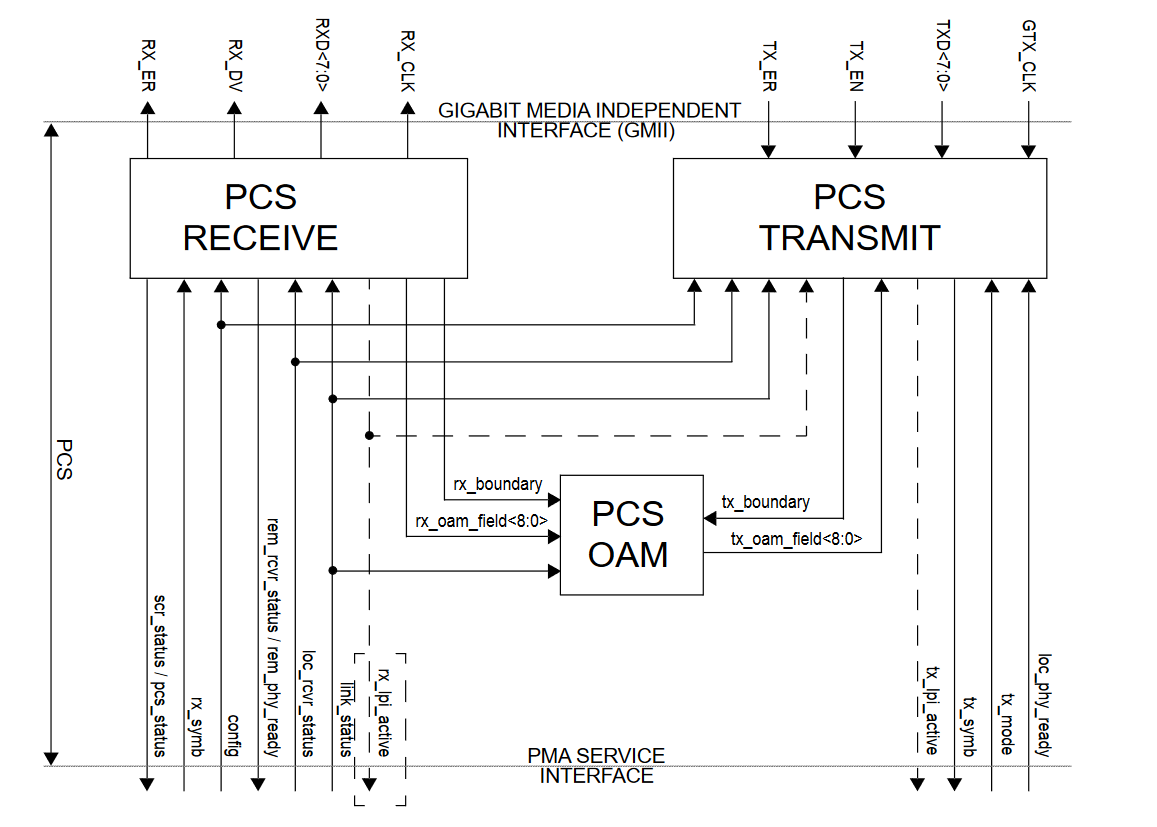 RX_ER
RX_DV
RXD<7:0>
RX_CLK
TX_ER
TX_EN
TXD<7:0>
GTX_CLK
GIGABIT MEDIA INDEPENDENT
INTERFACE (GMII)
PCS
RECEIVE
PCS
TRANSMIT
PCS
rx_boundary
rx_oam_field<8:0>
PCS
OAM
tx_boundary
tx_oam_field<8:0>
scr_status / pcs_status
rx_symb
config
rem_rcvr_status / rem_phy_ready
loc_rcvr_status
link_status
rx_lpi_active
tx_lpi_active
tx_symb
tx_mode
loc_phy_ready
PMA SERVICE
INTERFACE